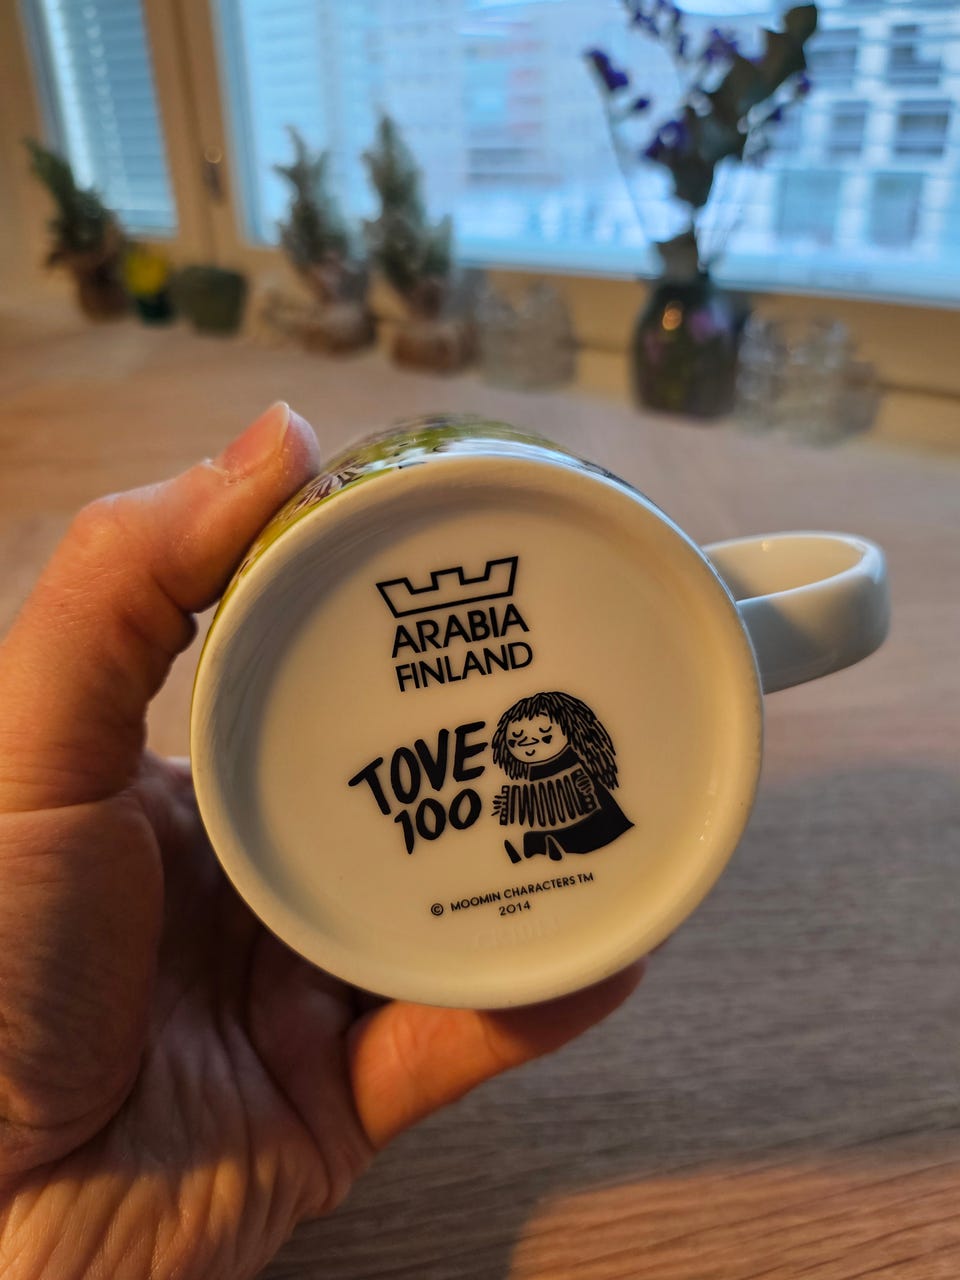 ARABIA
FINLAND
TOVE
100
© MOOMIN CHARACTERS TM
2014